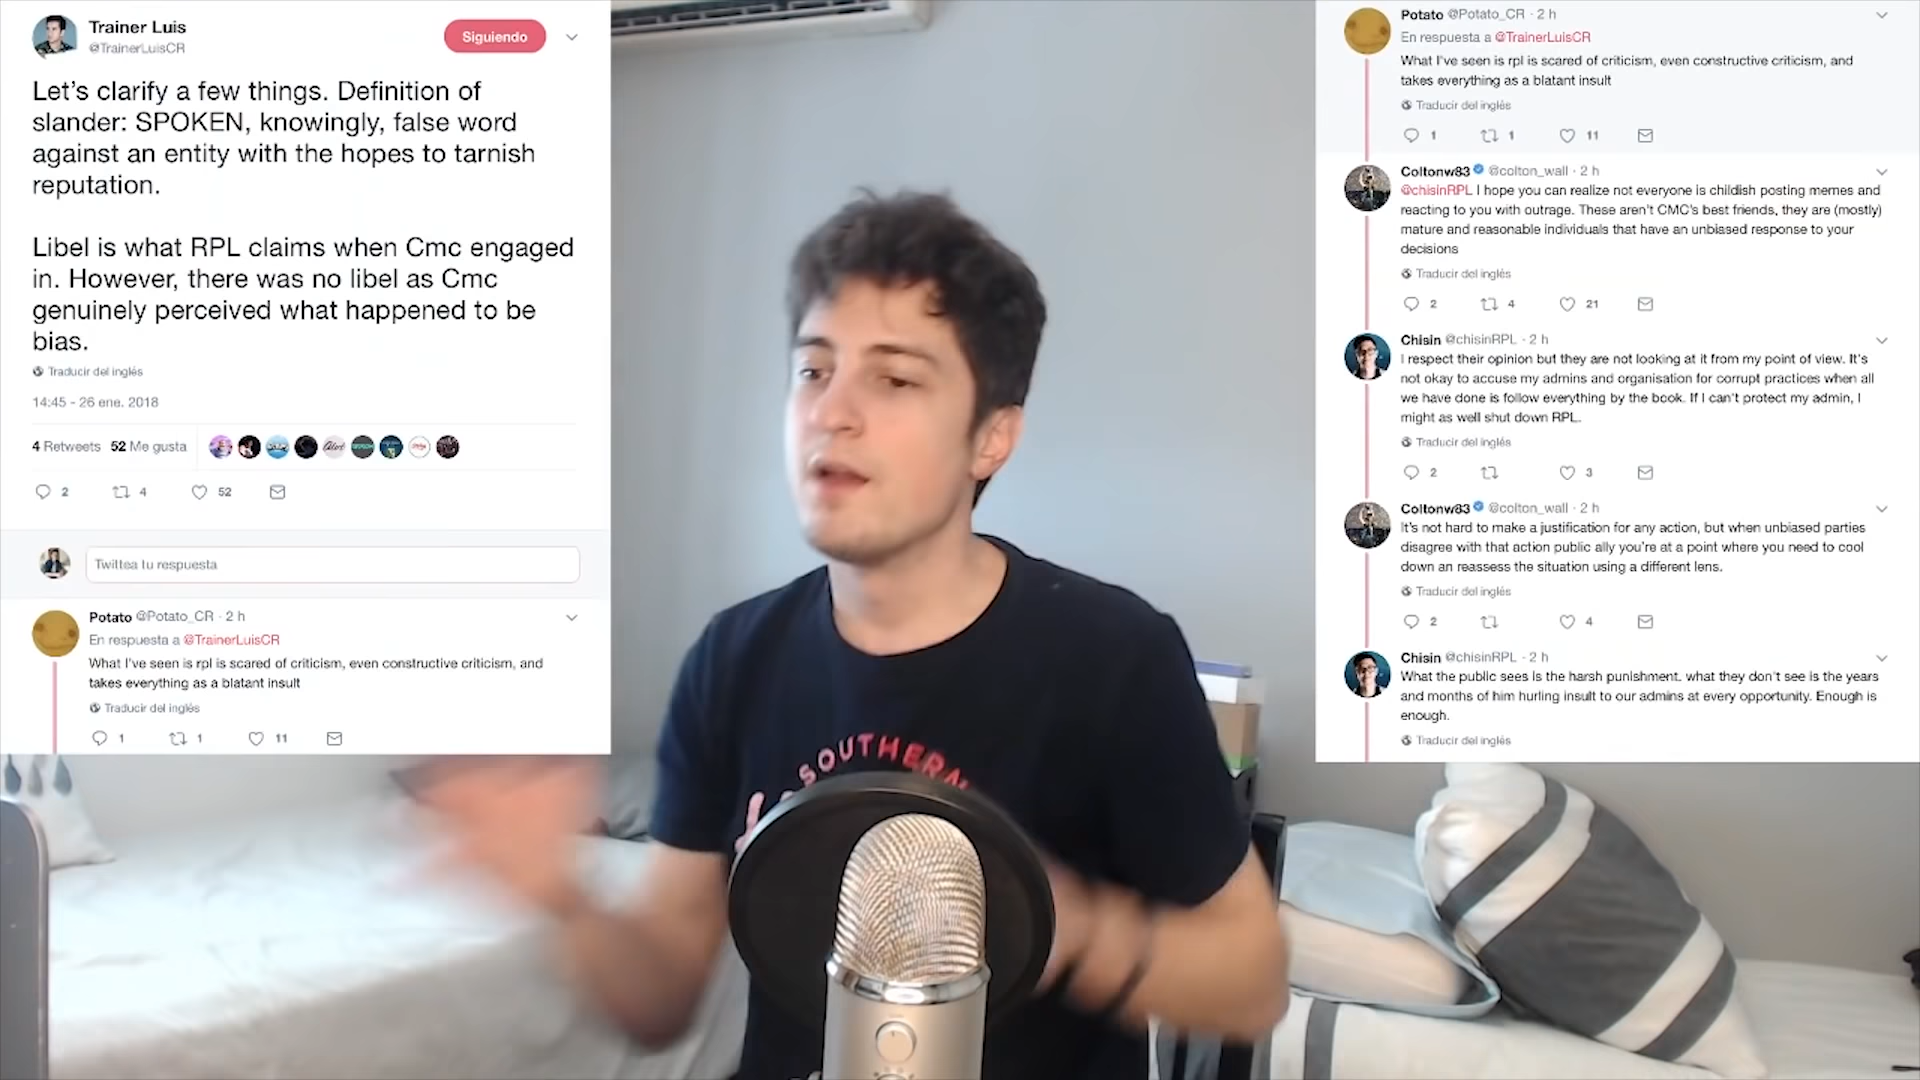 Trainer Luis
@TrainerLuisCR
Siguiendo
Let's clarify a few things. Definition of
slander: SPOKEN, knowingly, false word
against an entity with the hopes to tarnish
reputation.
Libel is what RPL claims when Cmc engaged
in. However, there was no libel as Cmc
genuinely perceived what happened to be
bias.
Traducir del inglés
14:45 - 26 ene. 2018
4 Retweets 52 Me gusta
2 4 52
Twittea tu respuesta
Potato @Potato_CR · 2 h
En respuesta a @TrainerLuisCR
What I've seen is rpl is scared of criticism, even constructive criticism, and
takes everything as a blatant insult
Traducir del inglés
1 1 11
SOUTHERN
Potato @Potato_CR · 2 h
En respuesta a @TrainerLuisCR
What I've seen is rpl is scared of criticism, even constructive criticism, and
takes everything as a blatant insult
Traducir del inglés
1 1 11
Coltonw83 @colton_wall · 2 h
@chisinRPL I hope you can realize not everyone is childish posting memes and
reacting to you with outrage. These aren't CMC's best friends, they are (mostly)
mature and reasonable individuals that have an unbiased response to your
decisions
Traducir del inglés
2 4 21
Chisin @chisinRPL · 2 h
I respect their opinion but they are not looking at it from my point of view. It's
not okay to accuse my admins and organisation for corrupt practices when all
we have done is follow everything by the book. If I can't protect my admin, I
might as well shut down RPL.
Traducir del inglés
2 3
Coltonw83 @colton_wall · 2 h
It's not hard to make a justification for any action, but when unbiased parties
disagree with that action public ally you're at a point where you need to cool
down an reassess the situation using a different lens.
Traducir del inglés
2 4
Chisin @chisinRPL · 2 h
What the public sees is the harsh punishment. what they don't see is the years
and months of him hurling insult to our admins at every opportunity. Enough is
enough.
Traducir del inglés